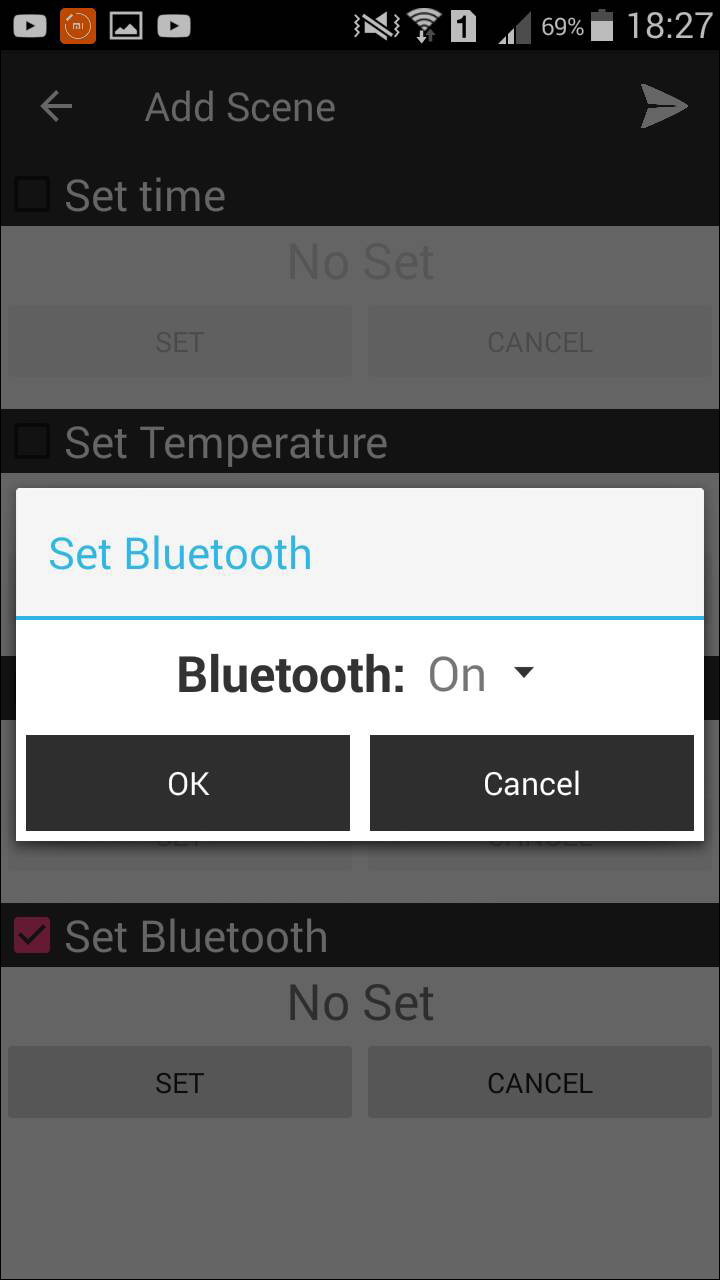 mi 1 69% 18:27
Add Scene
Set time
No Set
SET CANCEL
Set Temperature
Set Bluetooth
Bluetooth: On
OK Cancel
Set Bluetooth
No Set
SET CANCEL